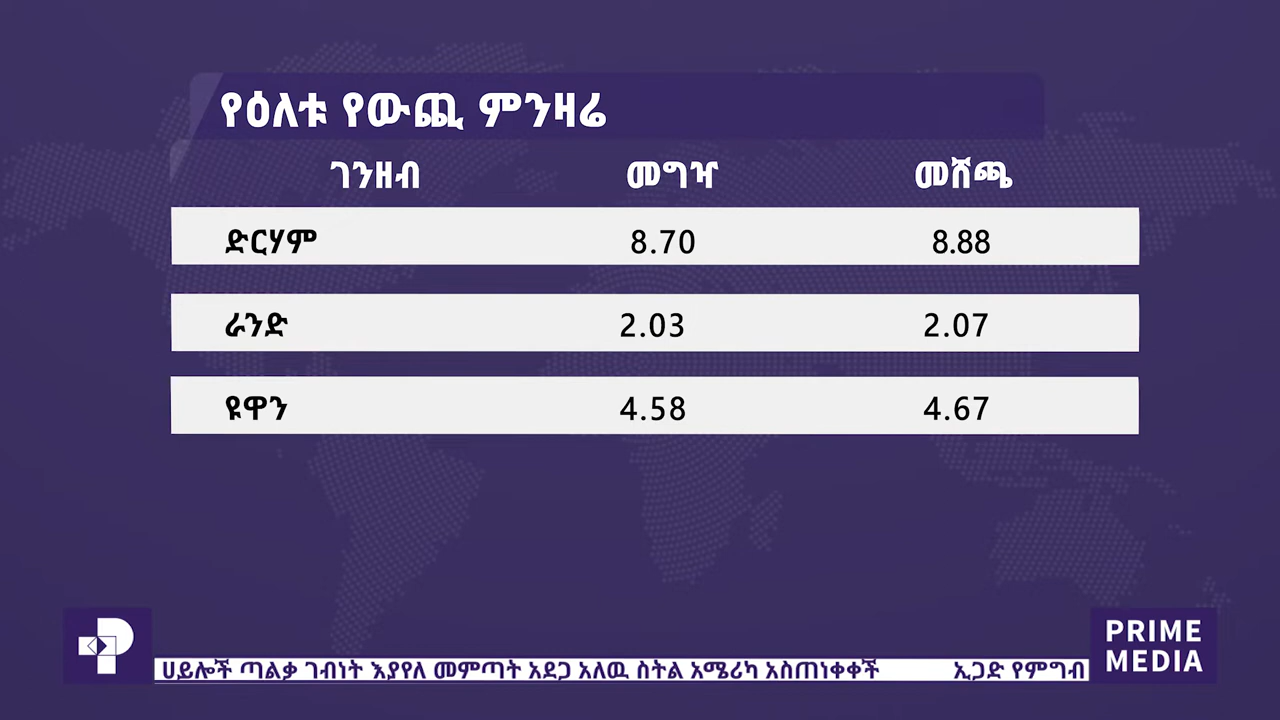 የዕለቱ የውጪ ምንዛሬ
ገንዘብ መግዣ መሸጫ
ድርሃም 8.70 8.88
ራንድ 2.03 2.07
ዩዋን 4.58 4.67
PRIME
MEDIA
ሀይሎች ጣልቃ ገብነት እያየለ መምጣት አደጋ አለዉ ስትል አሜሪካ አስጠነቀቀች ኢጋድ የምግብ